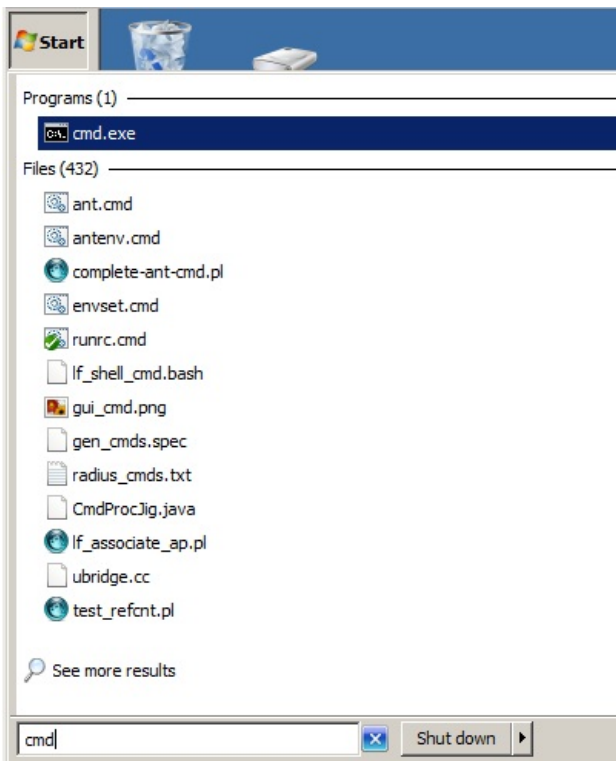 Start
Programs (1)
C:\. cmd.exe
Files (432)
ant.cmd
antenv.cmd
complete-ant-cmd.pl
envset.cmd
runrc.cmd
lf_shell_cmd.bash
gui_cmd.png
gen_cmds.spec
radius_cmds.txt
CmdProcJig.java
lf_associate_ap.pl
ubridge.cc
test_refcnt.pl
See more results
cmd
Shut down